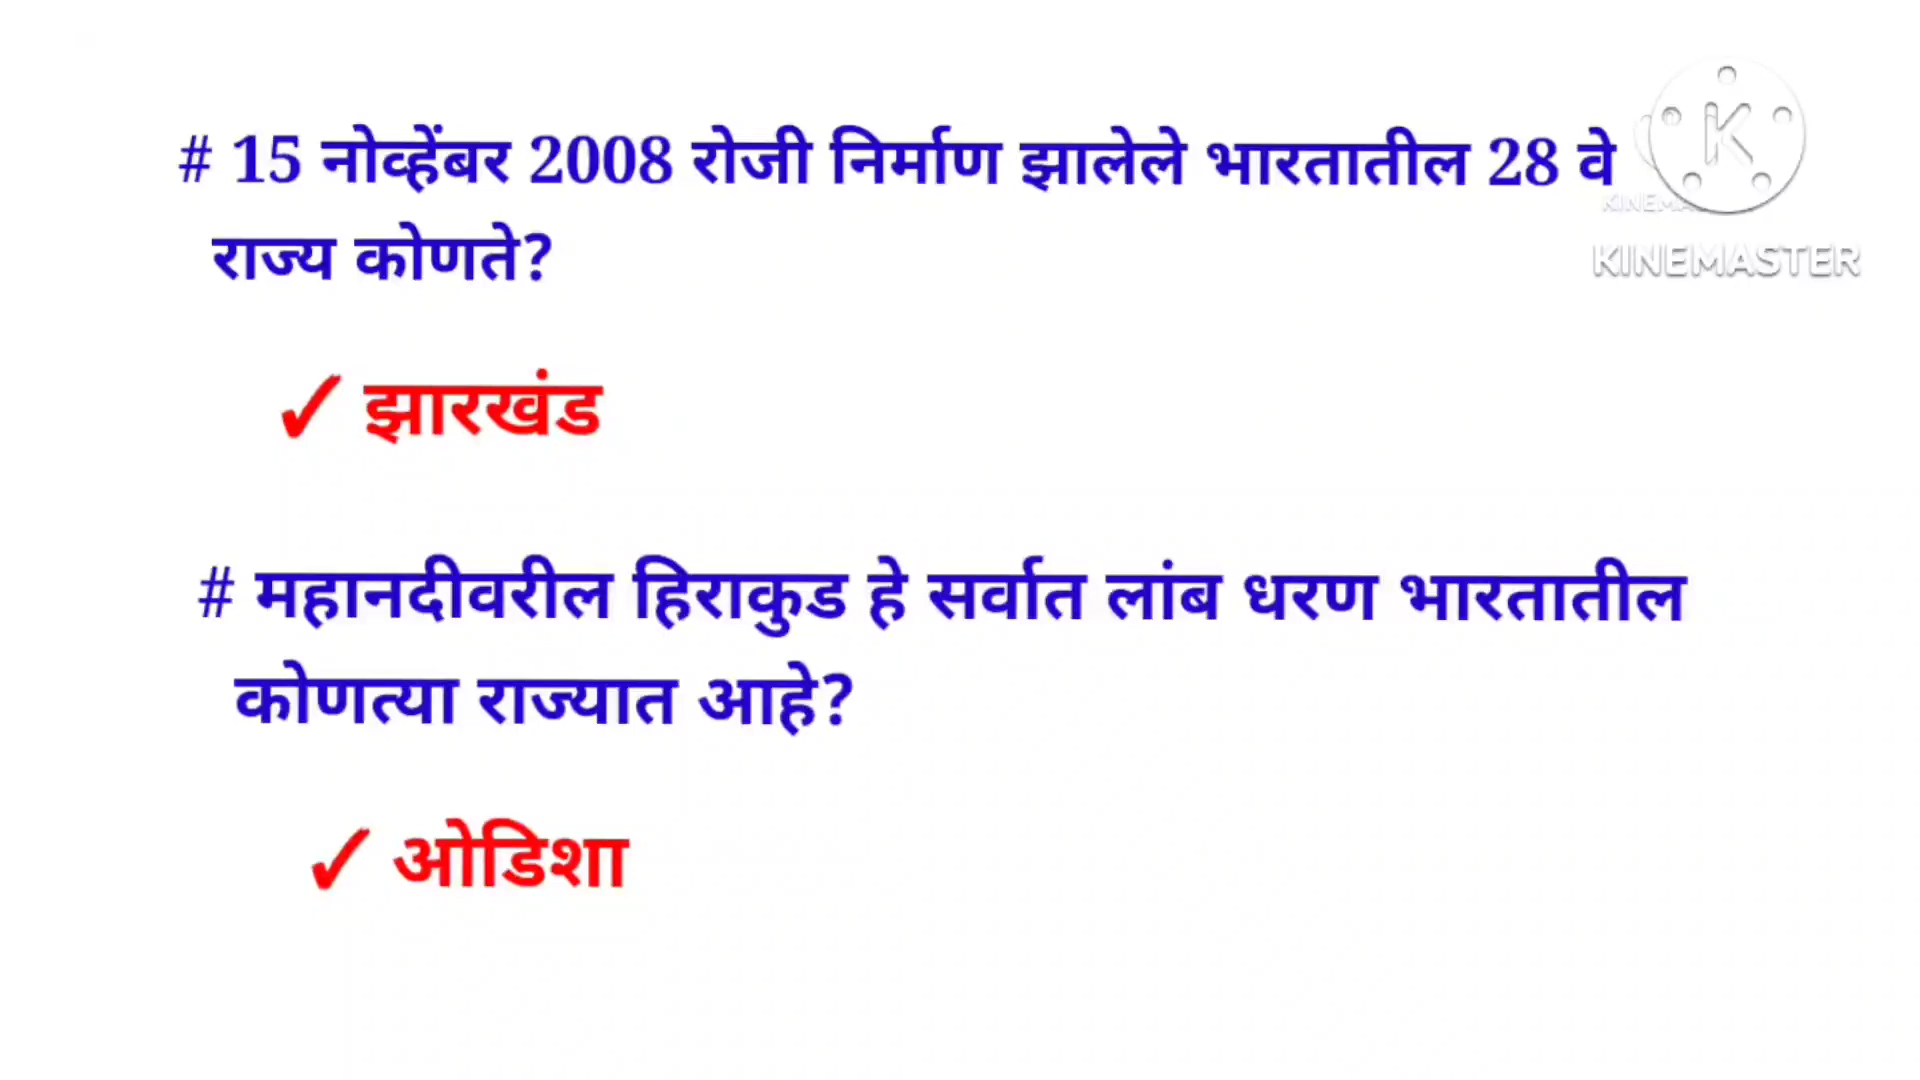 # 15 नोव्हेंबर 2008 रोजी निर्माण झालेले भारतातील 28 वे
राज्य कोणते?
KINEMASTER
✓ झारखंड
# महानदीवरील हिराकुड हे सर्वात लांब धरण भारतातील
कोणत्या राज्यात आहे?
✓ ओडिशा